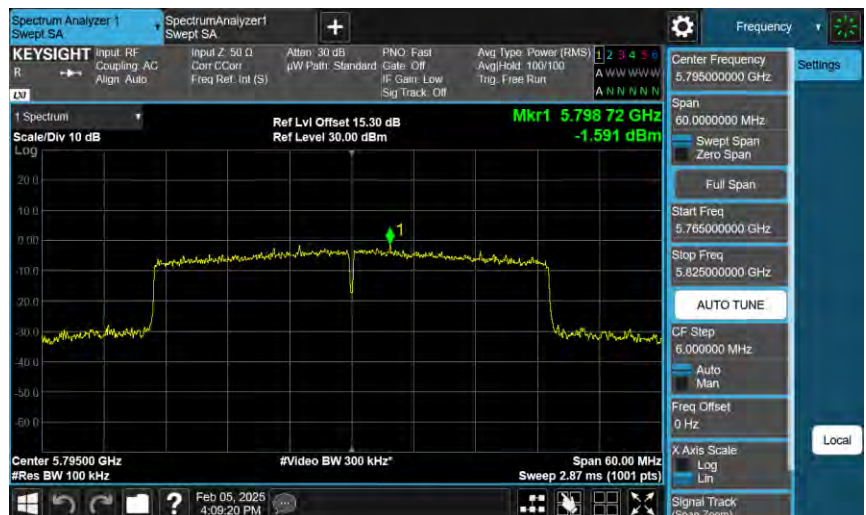 Spectrum Analyzer 1
Swept SA
SpectrumAnalyzer1
Swept SA
+
Frequency
KEYSIGHT
R
LXI
Input: RF
Coupling: AC
Align: Auto
Input Z: 50 Ω
Corr CCorr
Freq Ref: Int (S)
Atten: 30 dB
µW Path: Standard
PNO: Fast
Gate: Off
IF Gain: Low
Sig Track: Off
Avg Type: Power (RMS)
Avg|Hold: 100/100
Trig: Free Run
1 2 3 4 5 6
A W W W W W
A N N N N N
1 Spectrum
Scale/Div 10 dB
Log
Ref Lvl Offset 15.30 dB
Ref Level 30.00 dBm
Mkr1 5.798 72 GHz
-1.591 dBm
20.0
10.0
0.00
-10.0
-20.0
-30.0
-40.0
-50.0
-60.0
1
Center 5.79500 GHz
#Res BW 100 kHz
#Video BW 300 kHz*
Span 60.00 MHz
Sweep 2.87 ms (1001 pts)
?
Feb 05, 2025
4:09:20 PM
Center Frequency
5.795000000 GHz
Span
60.0000000 MHz
Swept Span
Zero Span
Full Span
Start Freq
5.765000000 GHz
Stop Freq
5.825000000 GHz
AUTO TUNE
CF Step
6.000000 MHz
Auto
Man
Freq Offset
0 Hz
X Axis Scale
Log
Lin
Signal Track
(Span Zoom)
Settings
Local